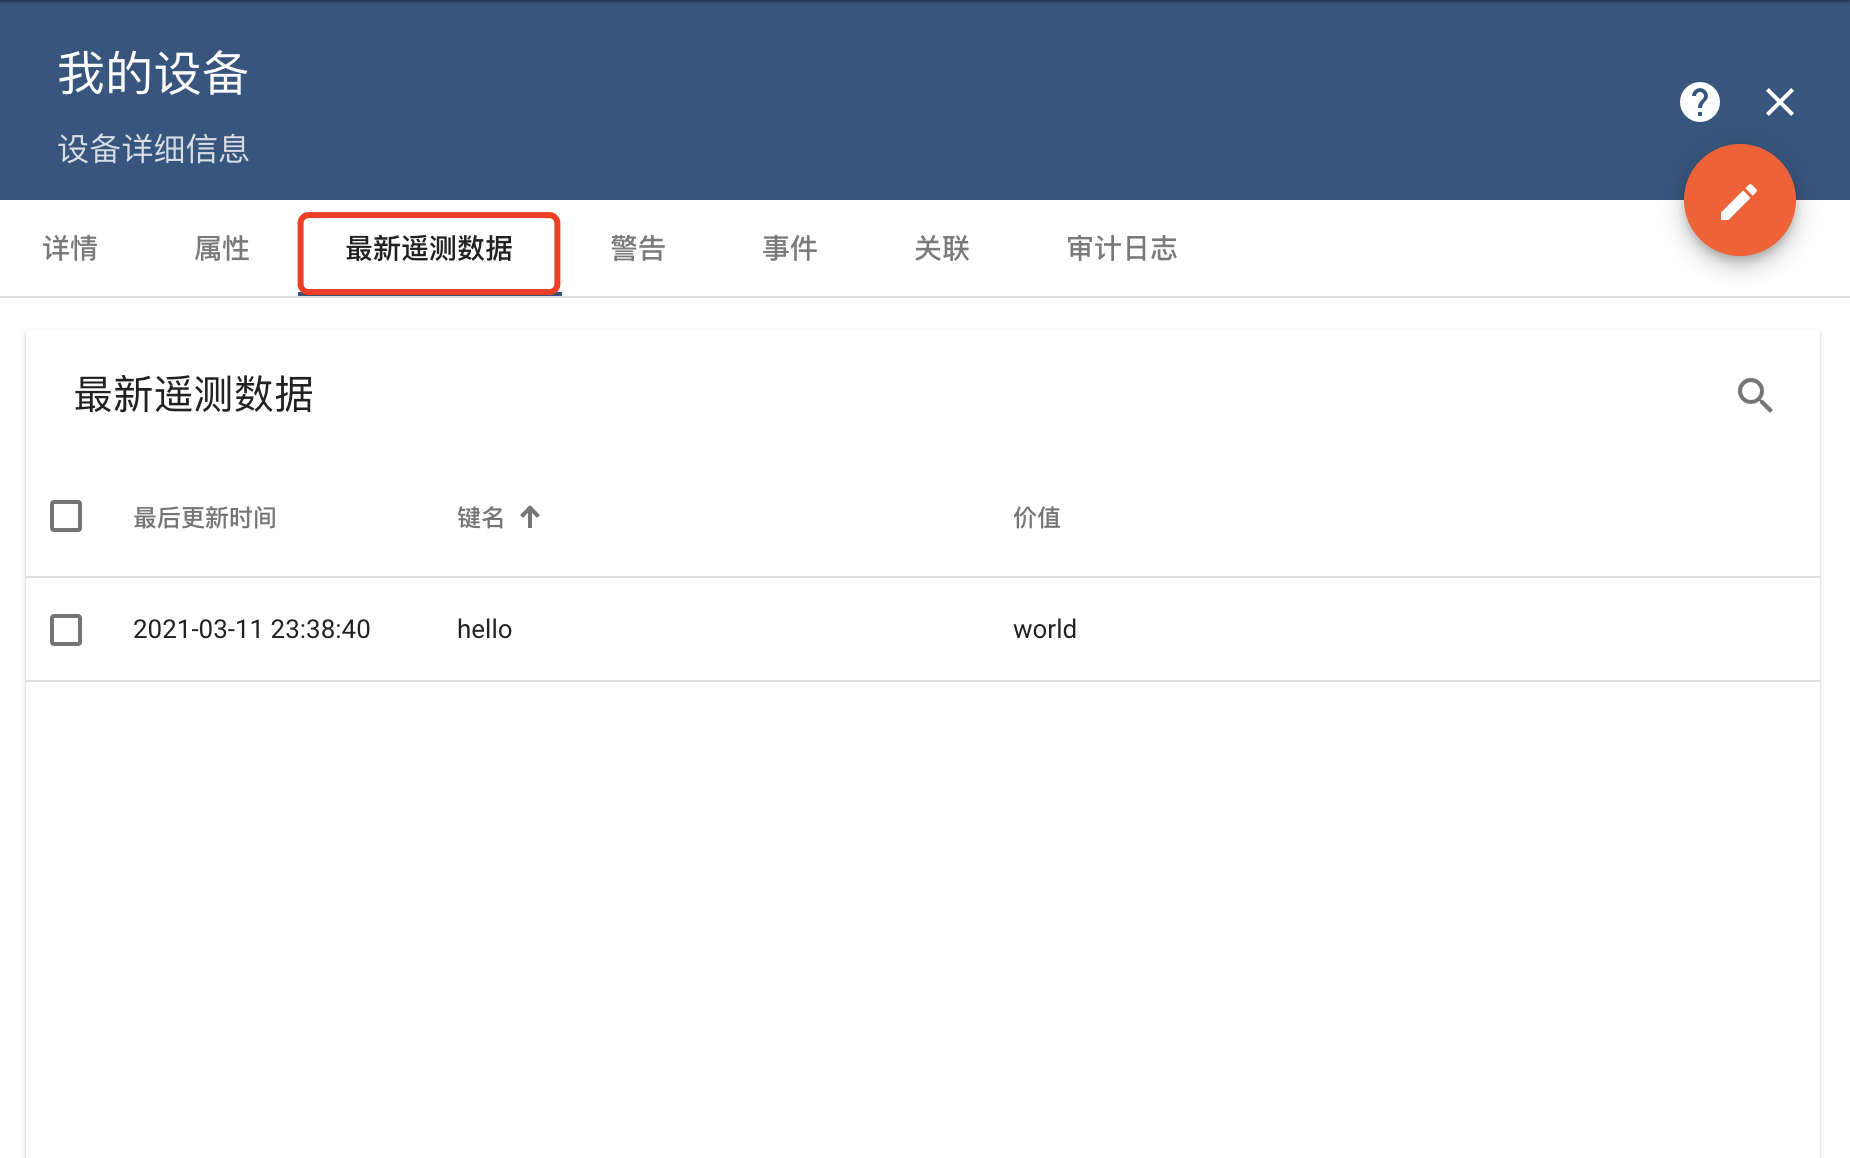 我的设备
设备详细信息
详情 属性 最新遥测数据 警告 事件 关联 审计日志
最新遥测数据
最后更新时间 键名 价值
2021-03-11 23:38:40 hello world